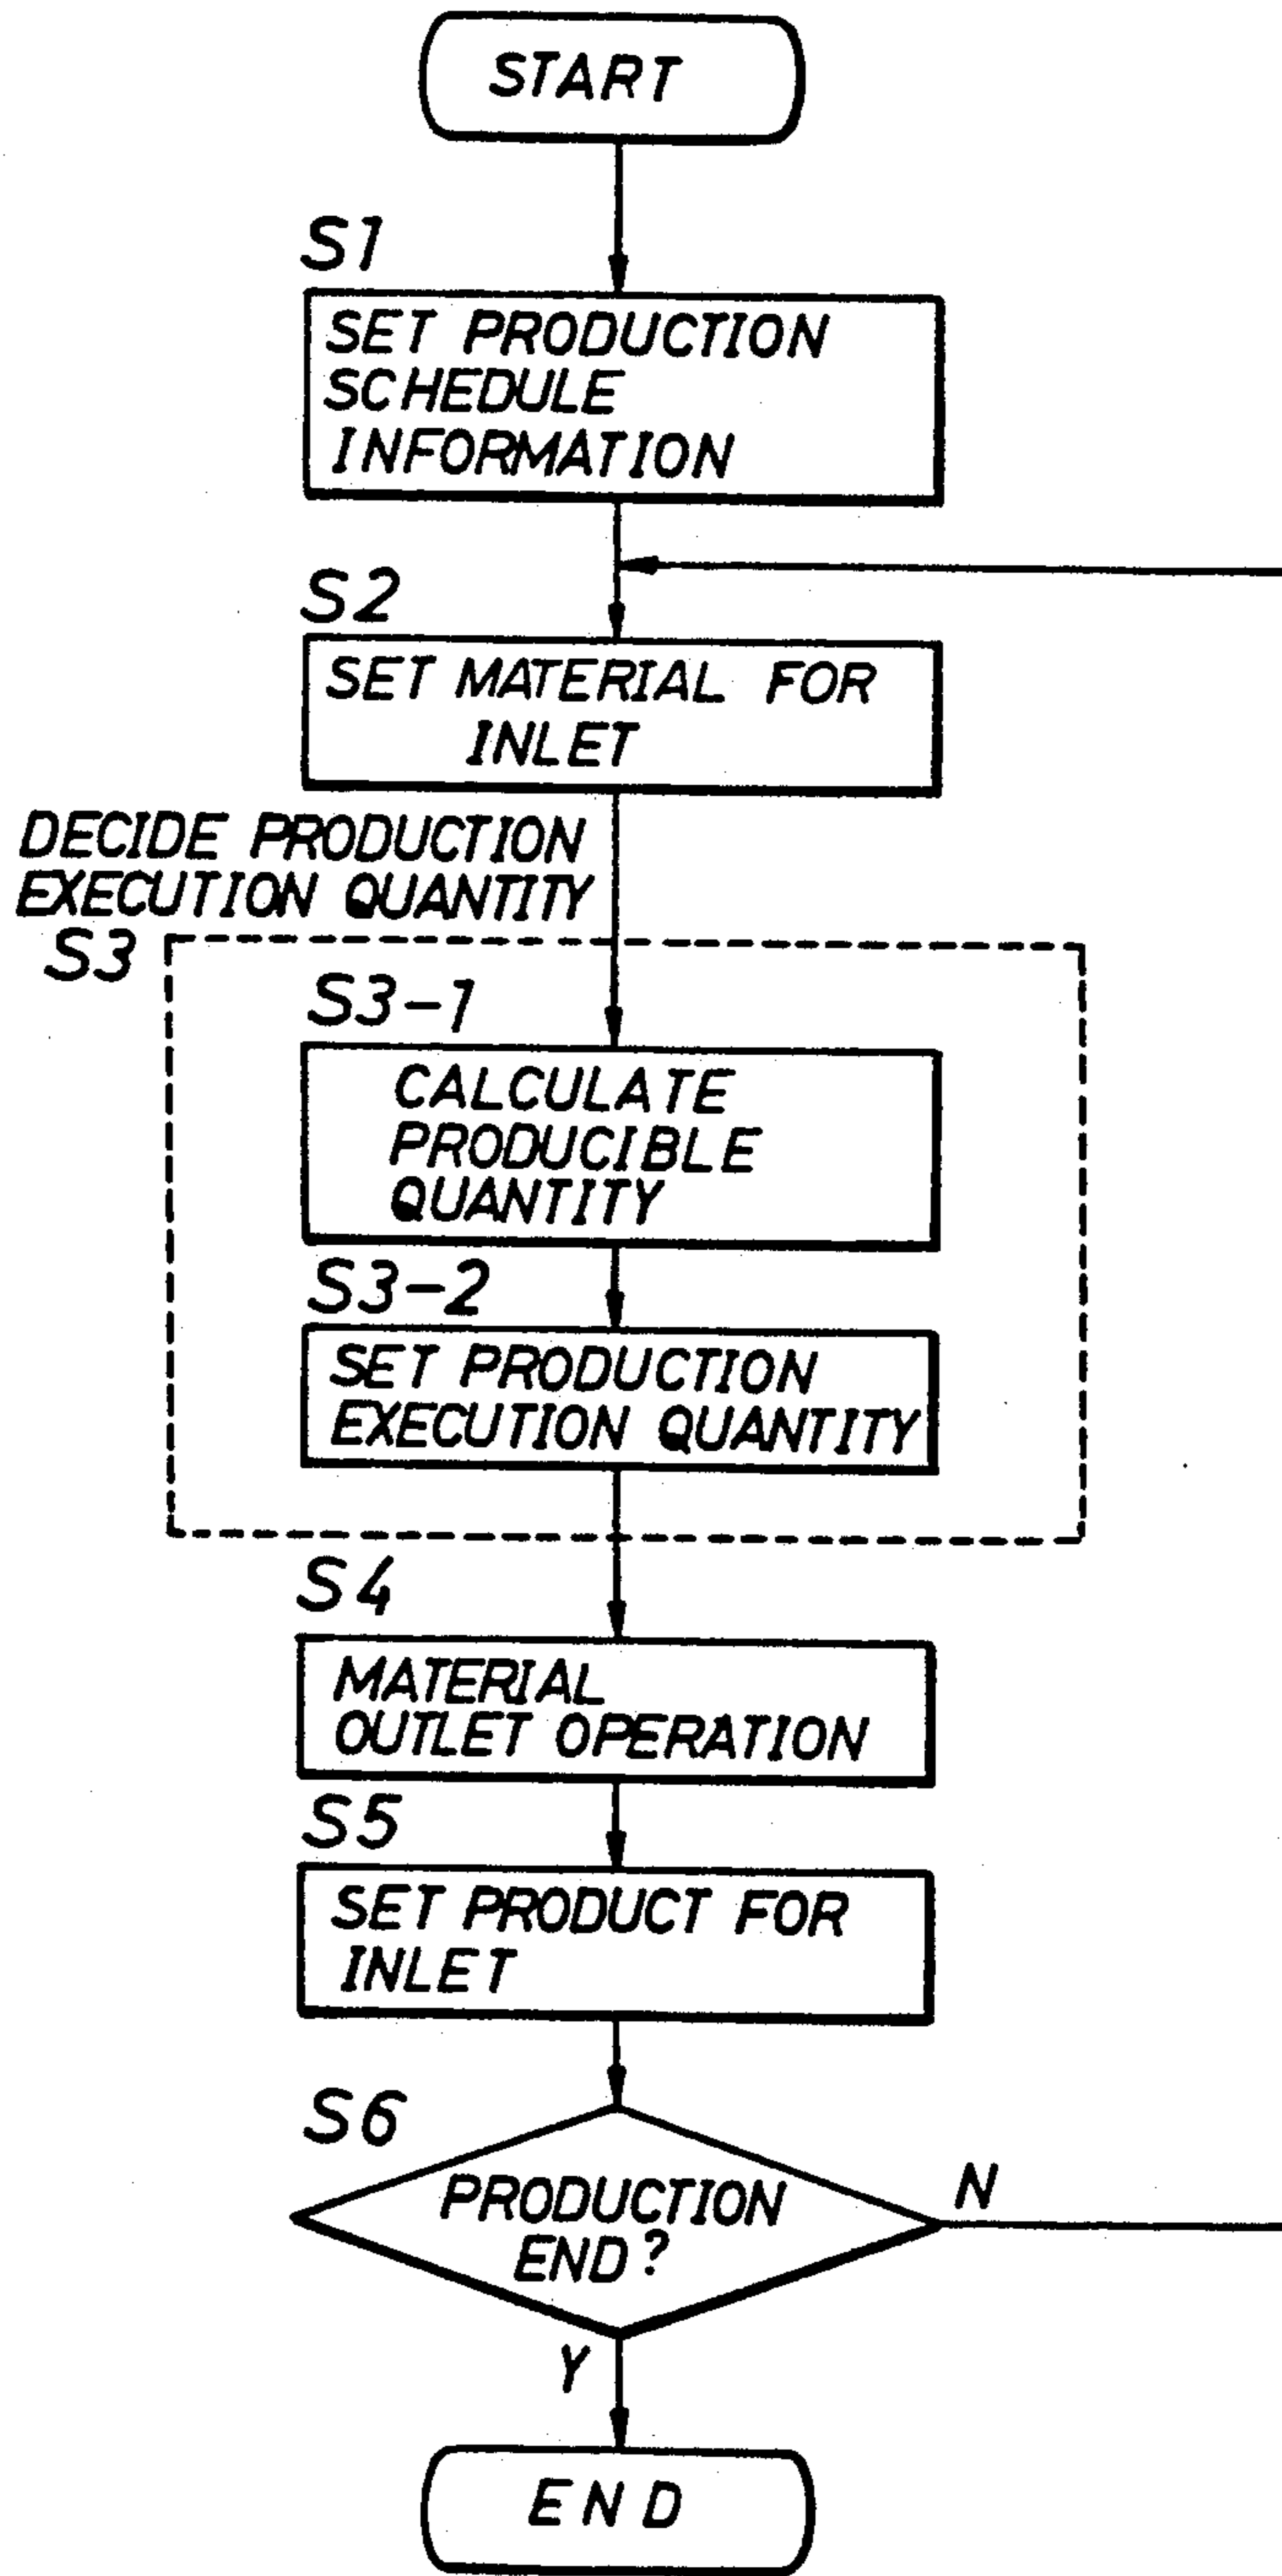 START
S1
SET PRODUCTION
SCHEDULE
INFORMATION
S2
SET MATERIAL FOR
INLET
DECIDE PRODUCTION
EXECUTION QUANTITY
S3
S3-1
CALCULATE
PRODUCIBLE
QUANTITY
S3-2
SET PRODUCTION
EXECUTION QUANTITY
S4
MATERIAL
OUTLET OPERATION
S5
SET PRODUCT FOR
INLET
S6
PRODUCTION
END?
N
Y
END